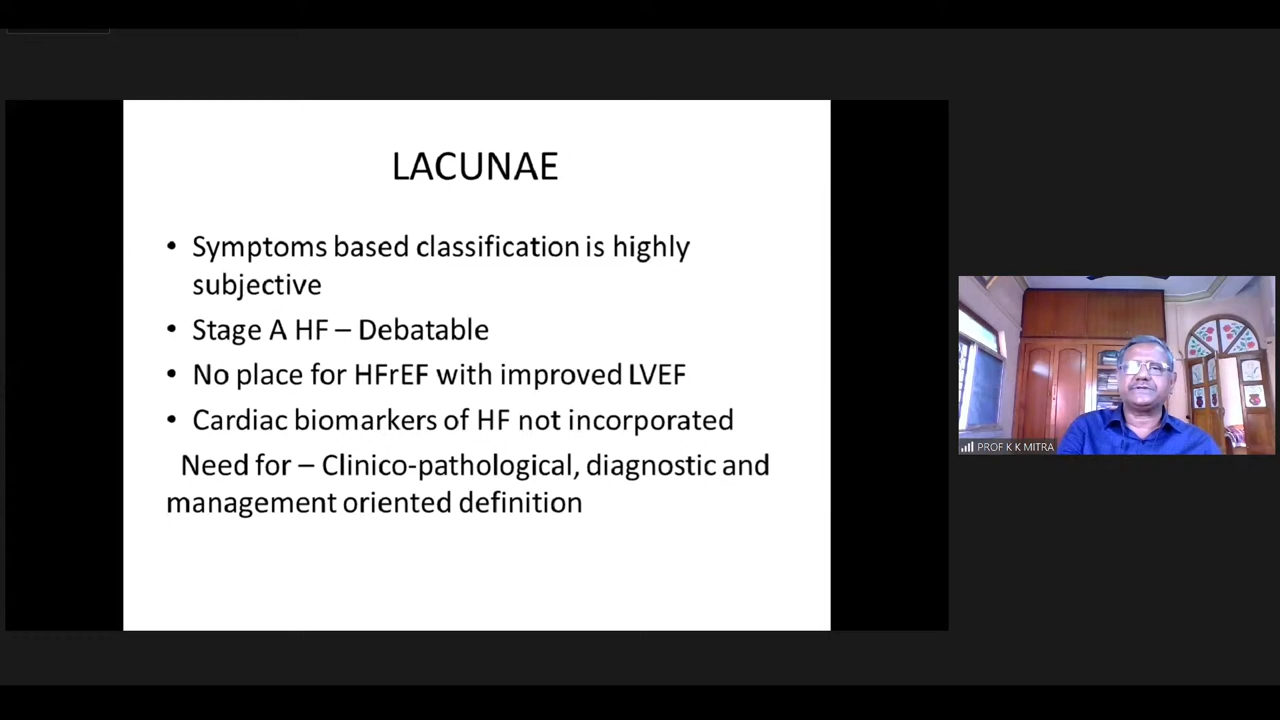 LACUNAE
• Symptoms based classification is highly
subjective
• Stage A HF – Debatable
• No place for HFrEF with improved LVEF
• Cardiac biomarkers of HF not incorporated
Need for – Clinico-pathological, diagnostic and
management oriented definition
PROF K K MITRA